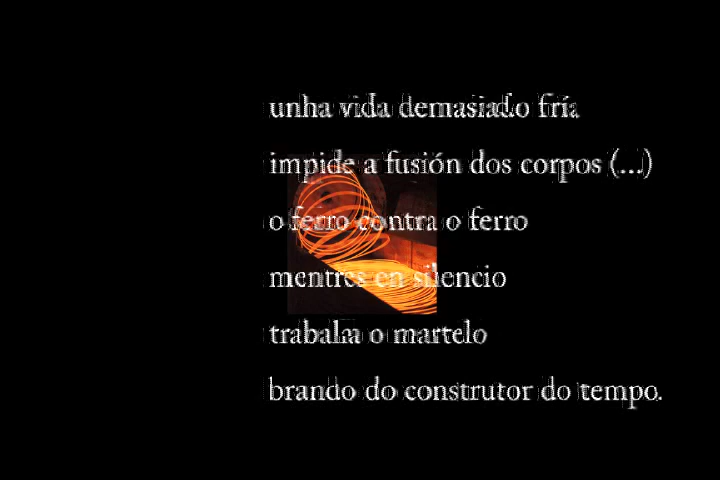 unha vida demasiado fría
impide a fusión dos corpos (...)
o ferro contra o ferro
mentres en silencio
traballa o martelo
brando do construtor do tempo.